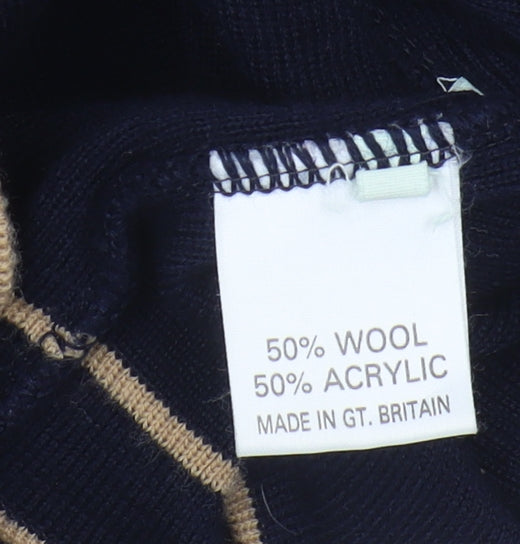 50% WOOL
50% ACRYLIC
MADE IN GT. BRITAIN